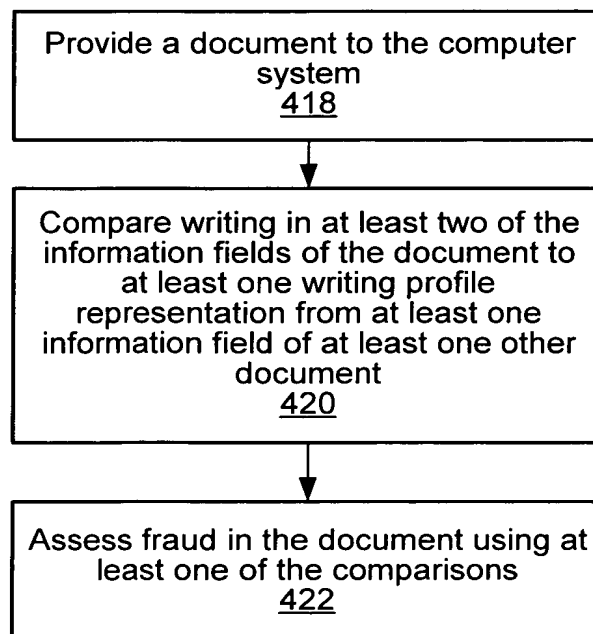 Provide a document to the computer
system
418
Compare writing in at least two of the
information fields of the document to
at least one writing profile
representation from at least one
information field of at least one other
document
420
Assess fraud in the document using at
least one of the comparisons
422